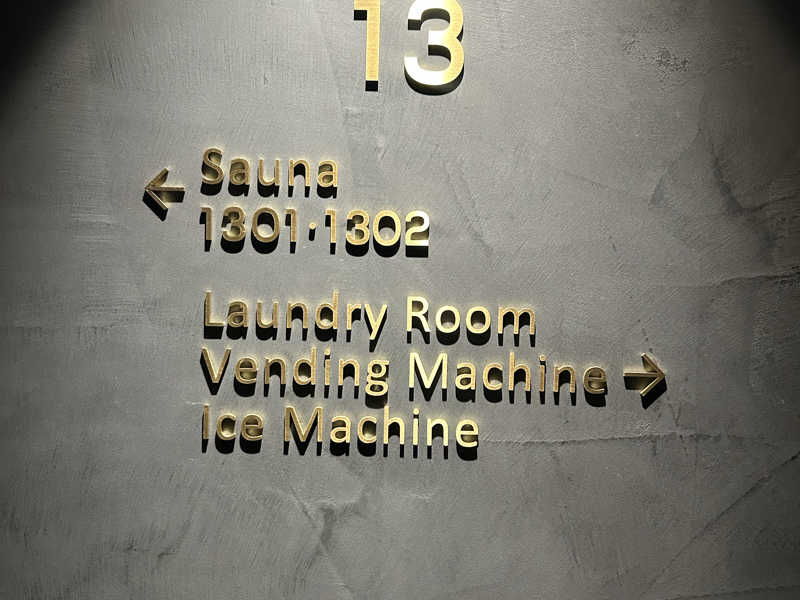 13
← Sauna
1301·1302
Laundry Room
Vending Machine →
Ice Machine